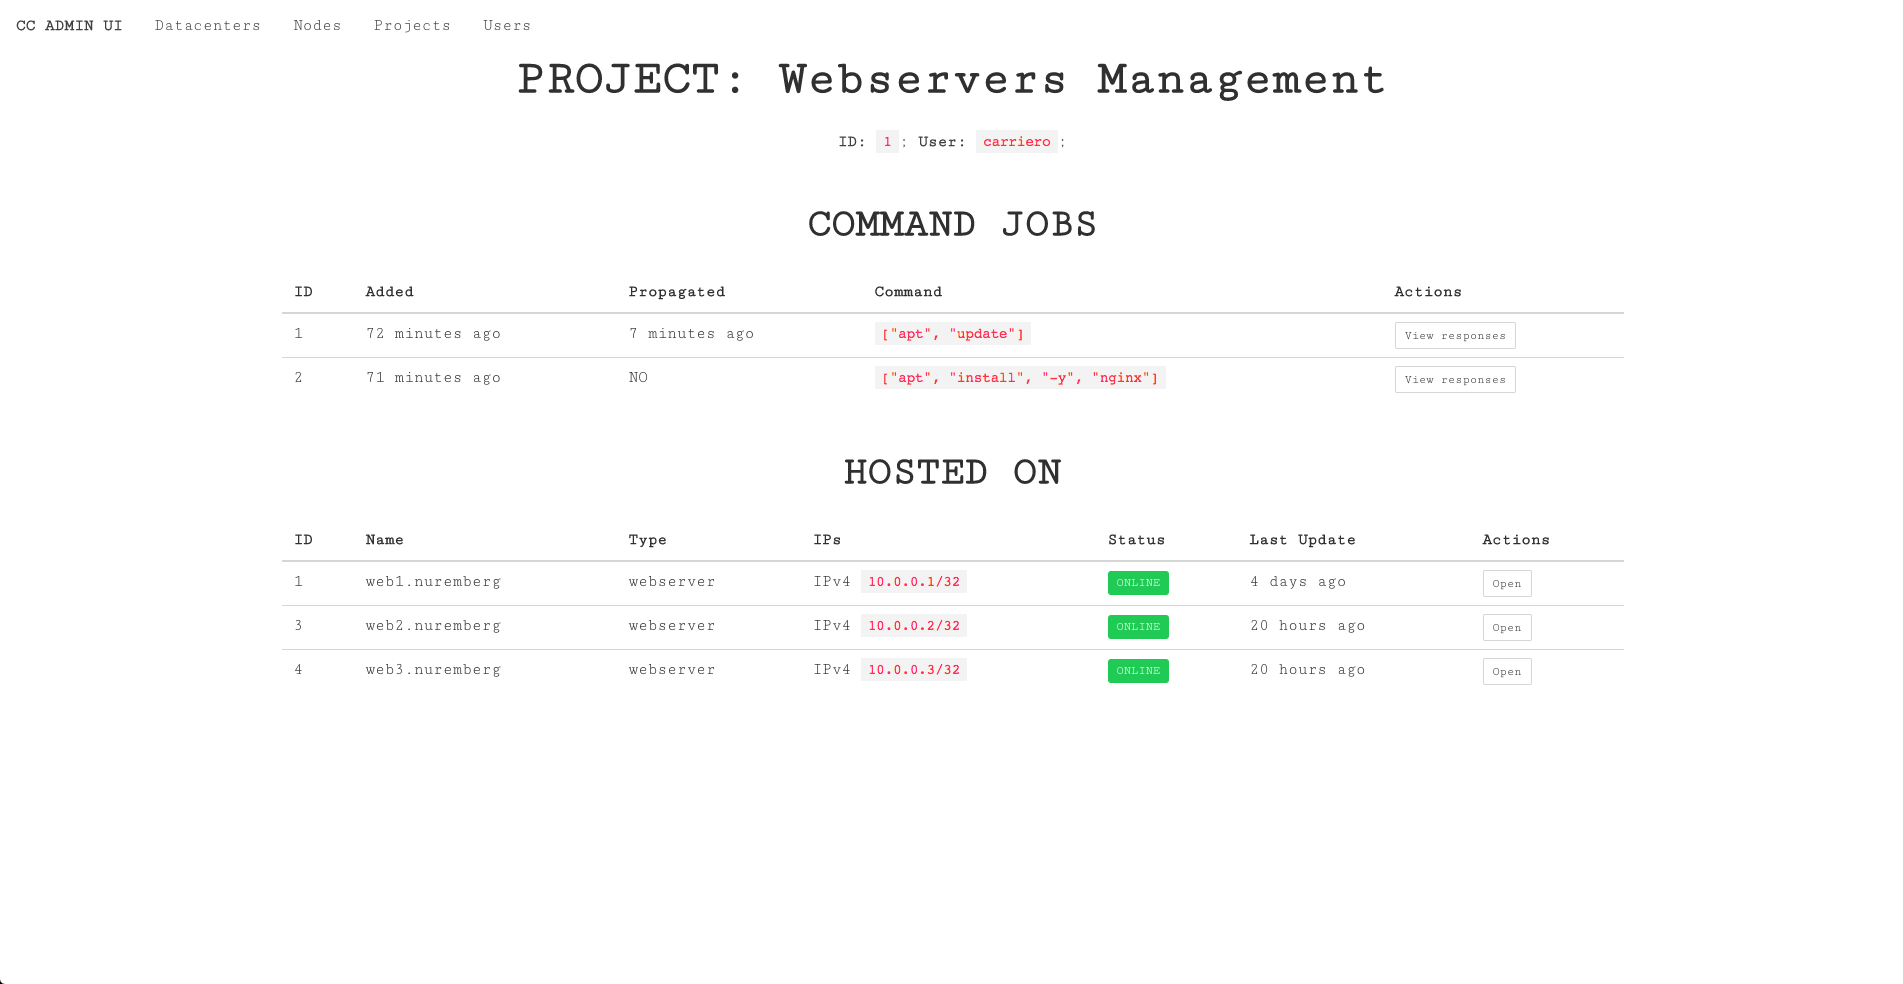 CC ADMIN UI Datacenters Nodes Projects Users
PROJECT: Webservers Management
ID: 1; User: carriero;
COMMAND JOBS
ID Added Propagated Command Actions
1 72 minutes ago 7 minutes ago ["apt", "update"] View responses
2 71 minutes ago NO ["apt", "install", "-y", "nginx"] View responses
HOSTED ON
ID Name Type IPs Status Last Update Actions
1 web1.nuremberg webserver IPv4 10.0.0.1/32 ONLINE 4 days ago Open
3 web2.nuremberg webserver IPv4 10.0.0.2/32 ONLINE 20 hours ago Open
4 web3.nuremberg webserver IPv4 10.0.0.3/32 ONLINE 20 hours ago Open